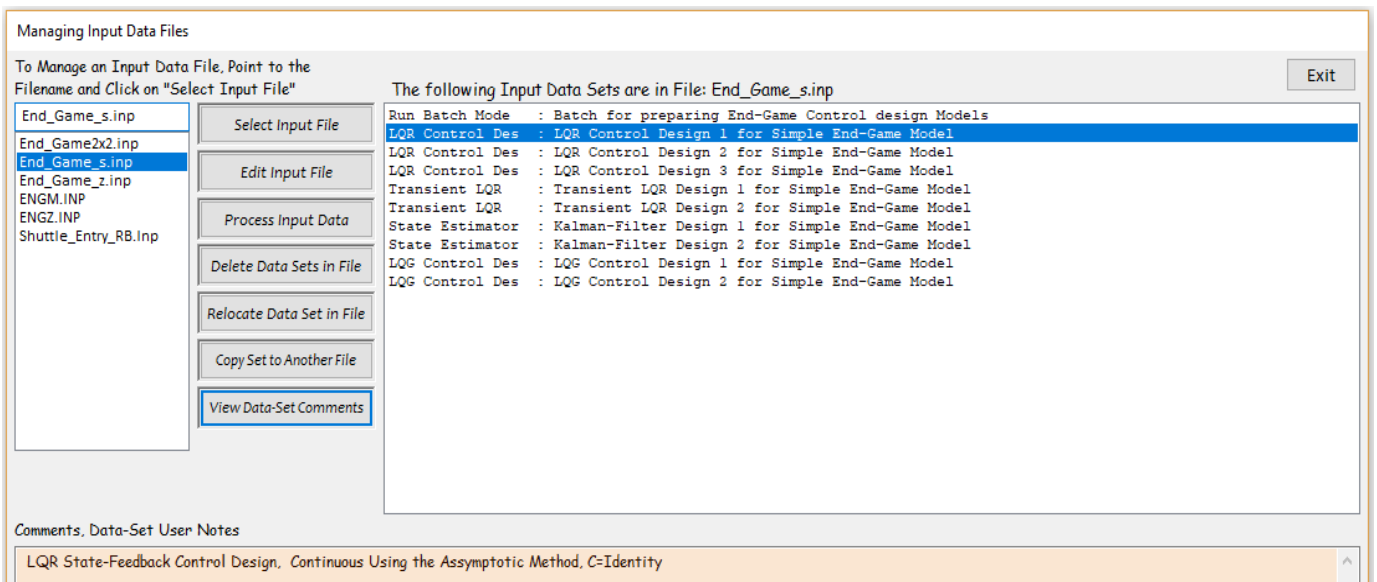 Managing Input Data Files
To Manage an Input Data File, Point to the
Filename and Click on "Select Input File"
End_Game_s.inp
End_Game2x2.inp
End_Game_s.inp
End_Game_z.inp
ENGM.INP
ENGZ.INP
Shuttle_Entry_RB.Inp
Select Input File
Edit Input File
Process Input Data
Delete Data Sets in File
Relocate Data Set in File
Copy Set to Another File
View Data-Set Comments
The following Input Data Sets are in File: End_Game_s.inp
Exit
Run Batch Mode : Batch for preparing End-Game Control design Models
LQR Control Des : LQR Control Design 1 for Simple End-Game Model
LQR Control Des : LQR Control Design 2 for Simple End-Game Model
LQR Control Des : LQR Control Design 3 for Simple End-Game Model
Transient LQR : Transient LQR Design 1 for Simple End-Game Model
Transient LQR : Transient LQR Design 2 for Simple End-Game Model
State Estimator : Kalman-Filter Design 1 for Simple End-Game Model
State Estimator : Kalman-Filter Design 2 for Simple End-Game Model
LQG Control Des : LQG Control Design 1 for Simple End-Game Model
LQG Control Des : LQG Control Design 2 for Simple End-Game Model
Comments, Data-Set User Notes
LQR State-Feedback Control Design, Continuous Using the Assymptotic Method, C=Identity